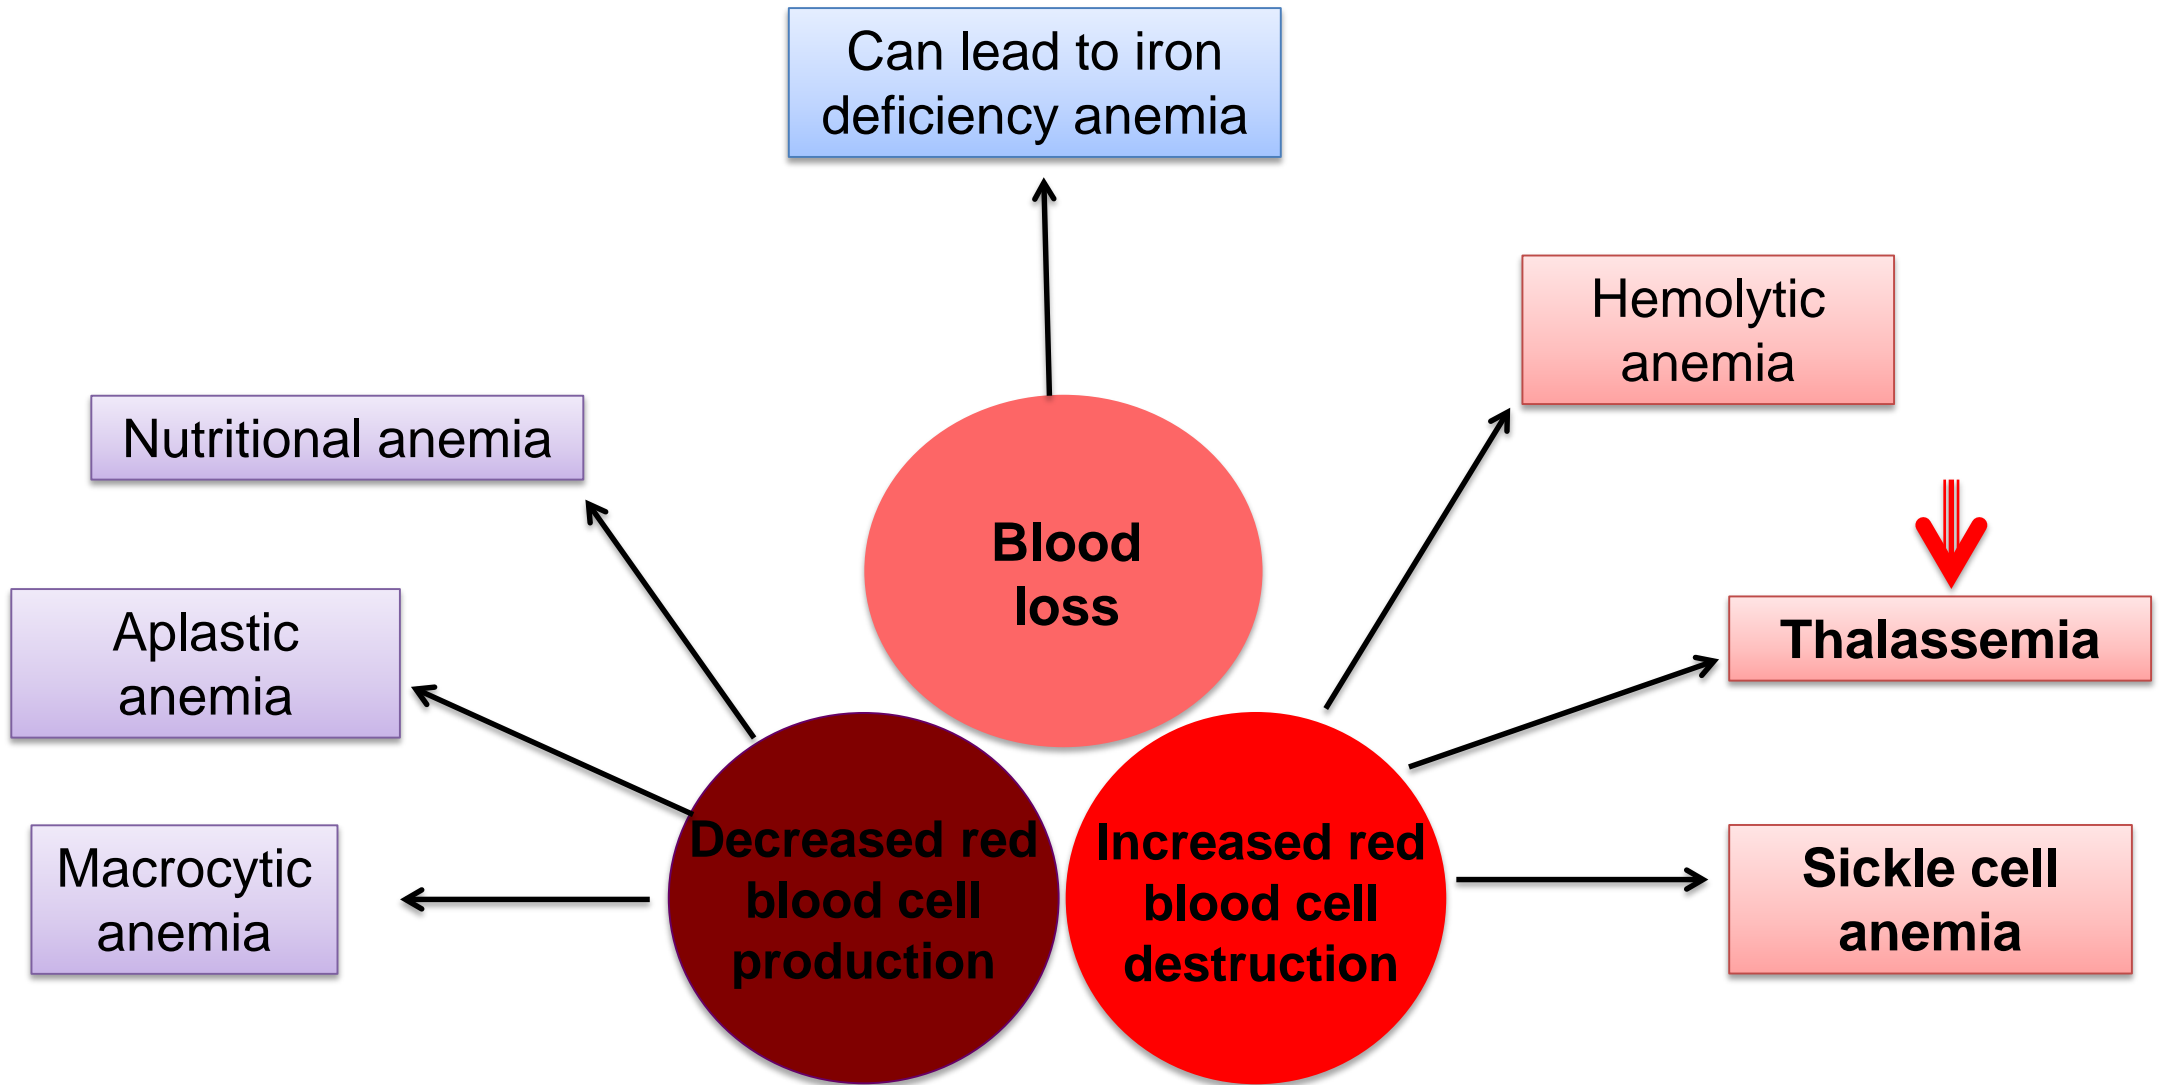 Can lead to iron
deficiency anemia
Hemolytic
anemia
Nutritional anemia
Blood
loss
Aplastic
anemia
Thalassemia
Macrocytic
anemia
Decreased red
blood cell
production
Increased red
blood cell
destruction
Sickle cell
anemia